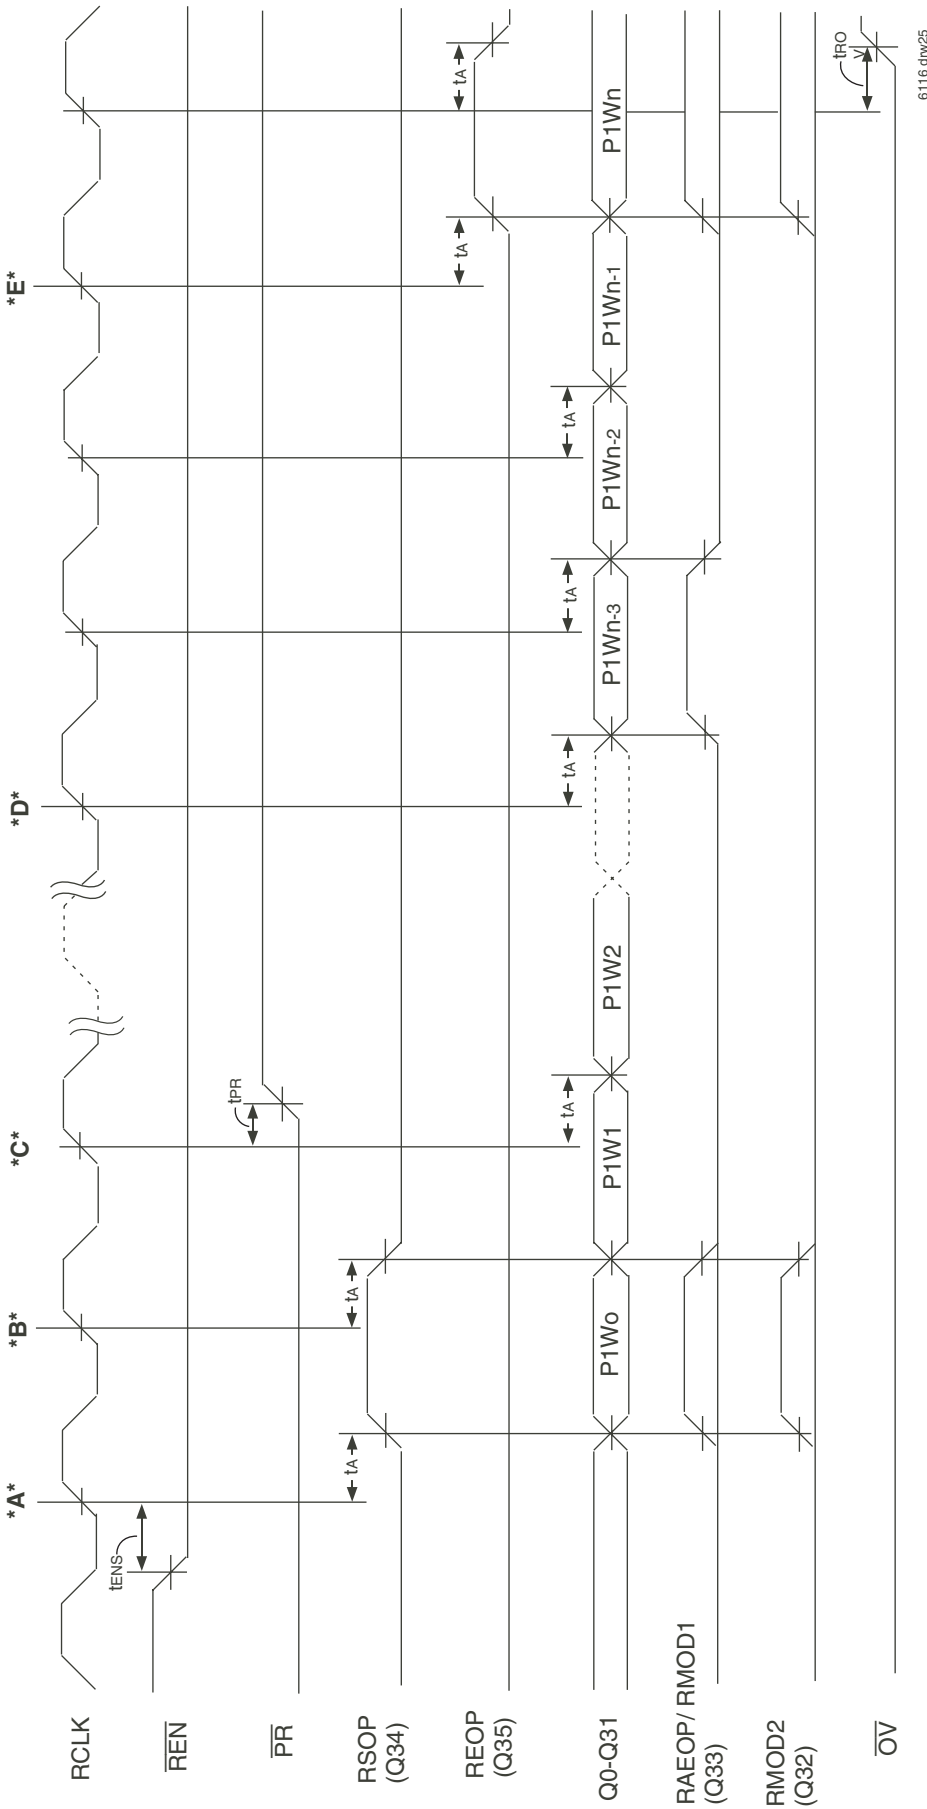 *A*
*B*
*C*
*D*
*E*
RCLK
tENS
REN
tPR
PR
RSOP
(Q34)
tA
tA
REOP
(Q35)
tA
tA
tA
tA
tA
tA
Q0-Q31
P1Wo
P1W1
P1W2
P1Wn-3
P1Wn-2
P1Wn-1
P1Wn
RAEOP/ RMOD1
(Q33)
RMOD2
(Q32)
tRO
V
OV
6116 drw25